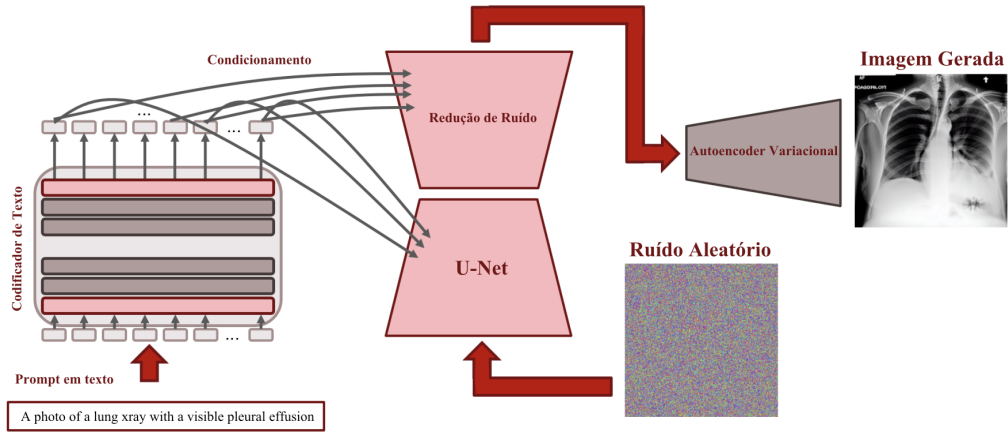 Condicionamento
Imagem Gerada
Redução de Ruído
Autoencoder Variacional
...
...
Codificador de Texto
U-Net
Ruído Aleatório
...
Prompt em texto
A photo of a lung xray with a visible pleural effusion